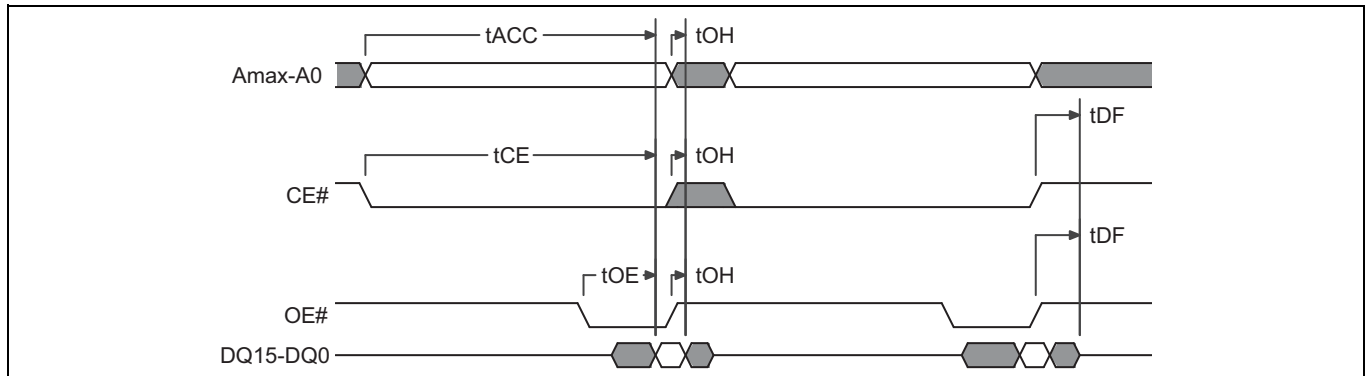 tACC tOH
Amax-A0
tDF
tCE tOH
CE#
tDF
tOE tOH
OE#
DQ15-DQ0